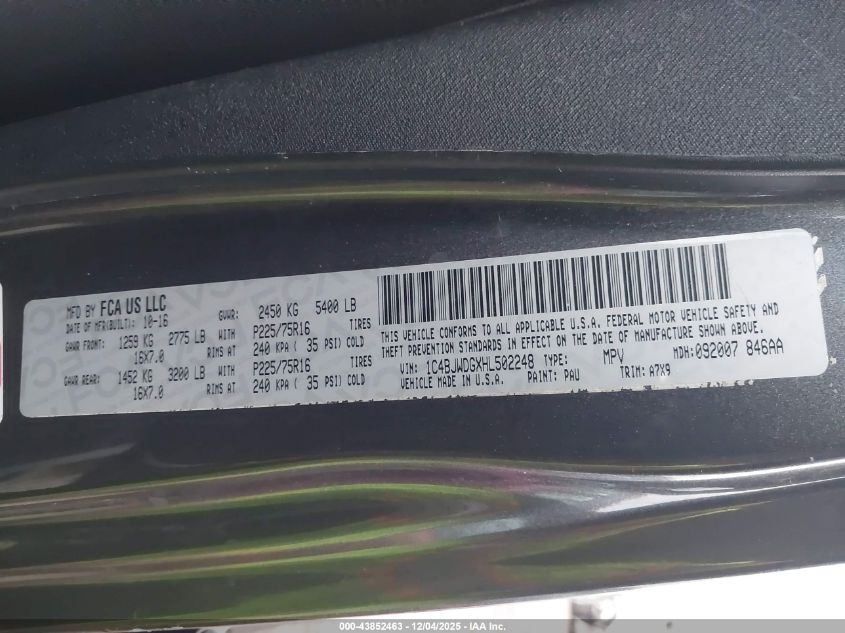 MFD BY FCA US LLC GVWR: 2450 KG 5400 LB
DATE OF MFR(BUILT): 10-16
GAWR FRONT: 1259 KG 2775 LB WITH P225/75R16 TIRES
16X7.0 RIMS AT 240 KPA ( 35 PSI) COLD
GAWR REAR: 1452 KG 3200 LB WITH P225/75R16 TIRES
16X7.0 RIMS AT 240 KPA ( 35 PSI) COLD
THIS VEHICLE CONFORMS TO ALL APPLICABLE U.S.A. FEDERAL MOTOR VEHICLE SAFETY AND
THEFT PREVENTION STANDARDS IN EFFECT ON THE DATE OF MANUFACTURE SHOWN ABOVE.
VIN: 1C4BJWDGXHL502248 TYPE: MPV MDH:092007 846AA
VEHICLE MADE IN U.S.A. PAINT: PAU TRIM: A7X9
000-43852463 - 12/04/2025 - IAA Inc.